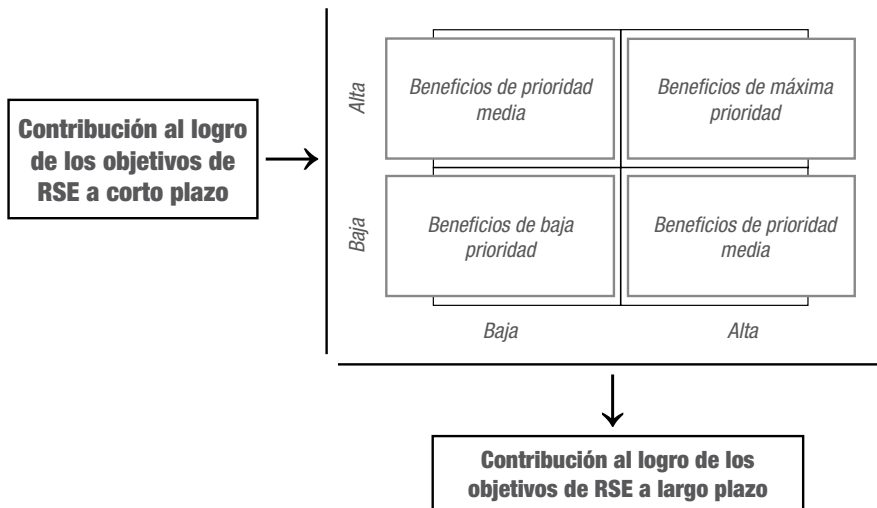 Contribución al logro
de los objetivos de
RSE a corto plazo
Alta
Baja
Beneficios de prioridad
media
Beneficios de máxima
prioridad
Beneficios de baja
prioridad
Beneficios de prioridad
media
Baja
Alta
Contribución al logro de los
objetivos de RSE a largo plazo